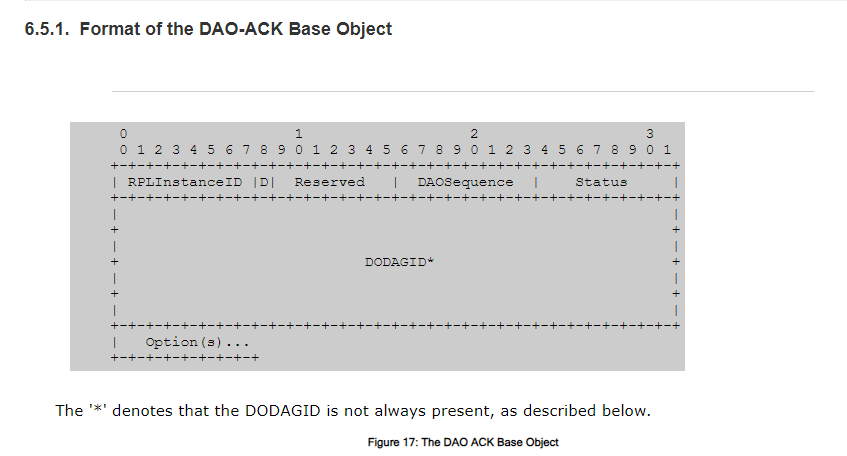 6.5.1. Format of the DAO-ACK Base Object
0                   1                   2                   3
0 1 2 3 4 5 6 7 8 9 0 1 2 3 4 5 6 7 8 9 0 1 2 3 4 5 6 7 8 9 0 1
+-+-+-+-+-+-+-+-+-+-+-+-+-+-+-+-+-+-+-+-+-+-+-+-+-+-+-+-+-+-+-+-+
| RPLInstanceID |D|  Reserved   |  DAOSequence  |    Status     |
+-+-+-+-+-+-+-+-+-+-+-+-+-+-+-+-+-+-+-+-+-+-+-+-+-+-+-+-+-+-+-+-+
|                                                               |
+                                                               +
|                                                               |
+                            DODAGID*                           +
|                                                               |
+                                                               +
|                                                               |
+-+-+-+-+-+-+-+-+-+-+-+-+-+-+-+-+-+-+-+-+-+-+-+-+-+-+-+-+-+-+-+-+
|   Option(s)...
+-+-+-+-+-+-+-+-+
The '*' denotes that the DODAGID is not always present, as described below.
Figure 17: The DAO ACK Base Object